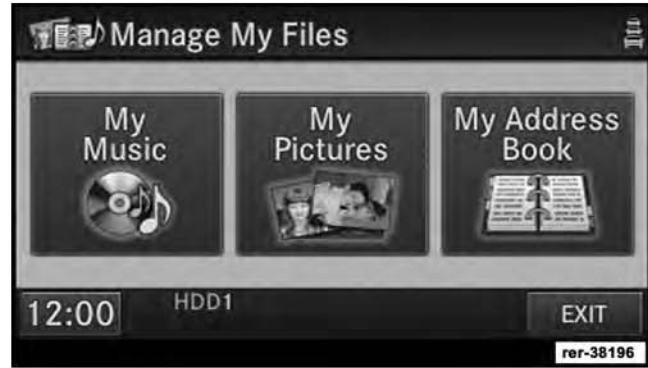 Manage My Files
My
Music
My
Pictures
My Address
Book
12:00
HDD1
EXIT
rer-38196